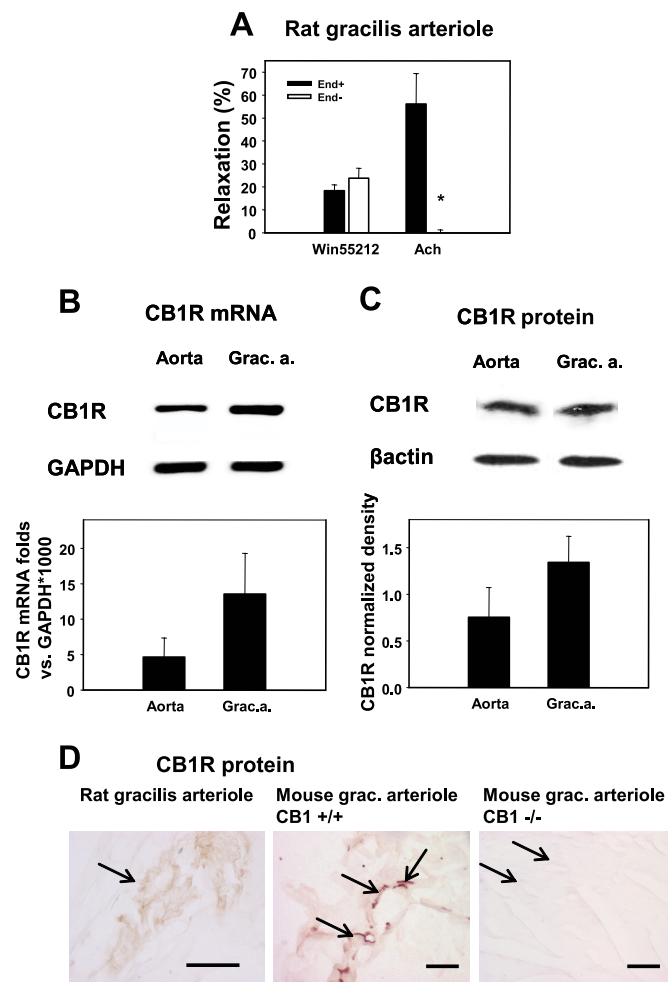 A Rat gracilis arteriole
Relaxation (%)
70
60
50
40
30
20
10
0
End+
End-
*
Win55212 Ach
B CB1R mRNA
Aorta Grac. a.
CB1R
GAPDH
CB1R mRNA folds
vs. GAPDH*1000
20
15
10
5
0
Aorta Grac.a.
C CB1R protein
Aorta Grac. a.
CB1R
βactin
CB1R normalized density
1.5
1.0
0.5
0.0
Aorta Grac.a.
D CB1R protein
Rat gracilis arteriole
Mouse grac. arteriole
CB1 +/+
Mouse grac. arteriole
CB1 -/-